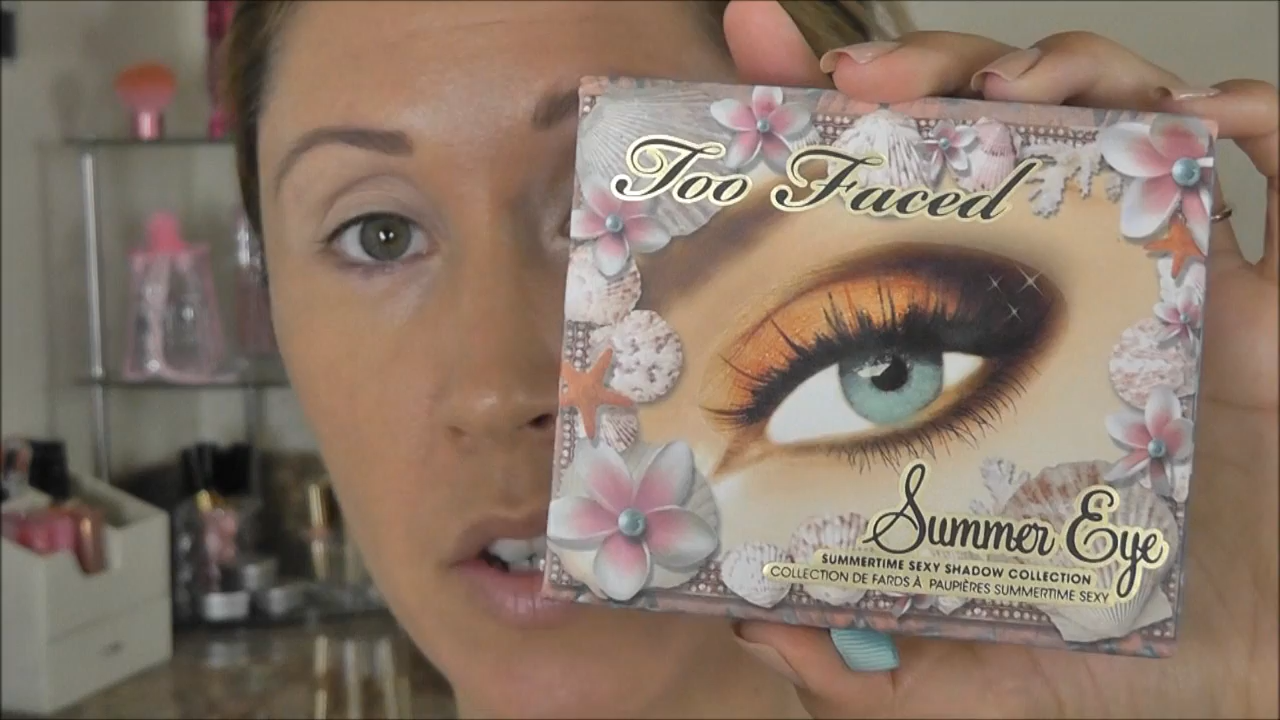 Too Faced
Summer Eye
SUMMERTIME SEXY SHADOW COLLECTION
COLLECTION DE FARDS À PAUPIÈRES SUMMERTIME SEXY